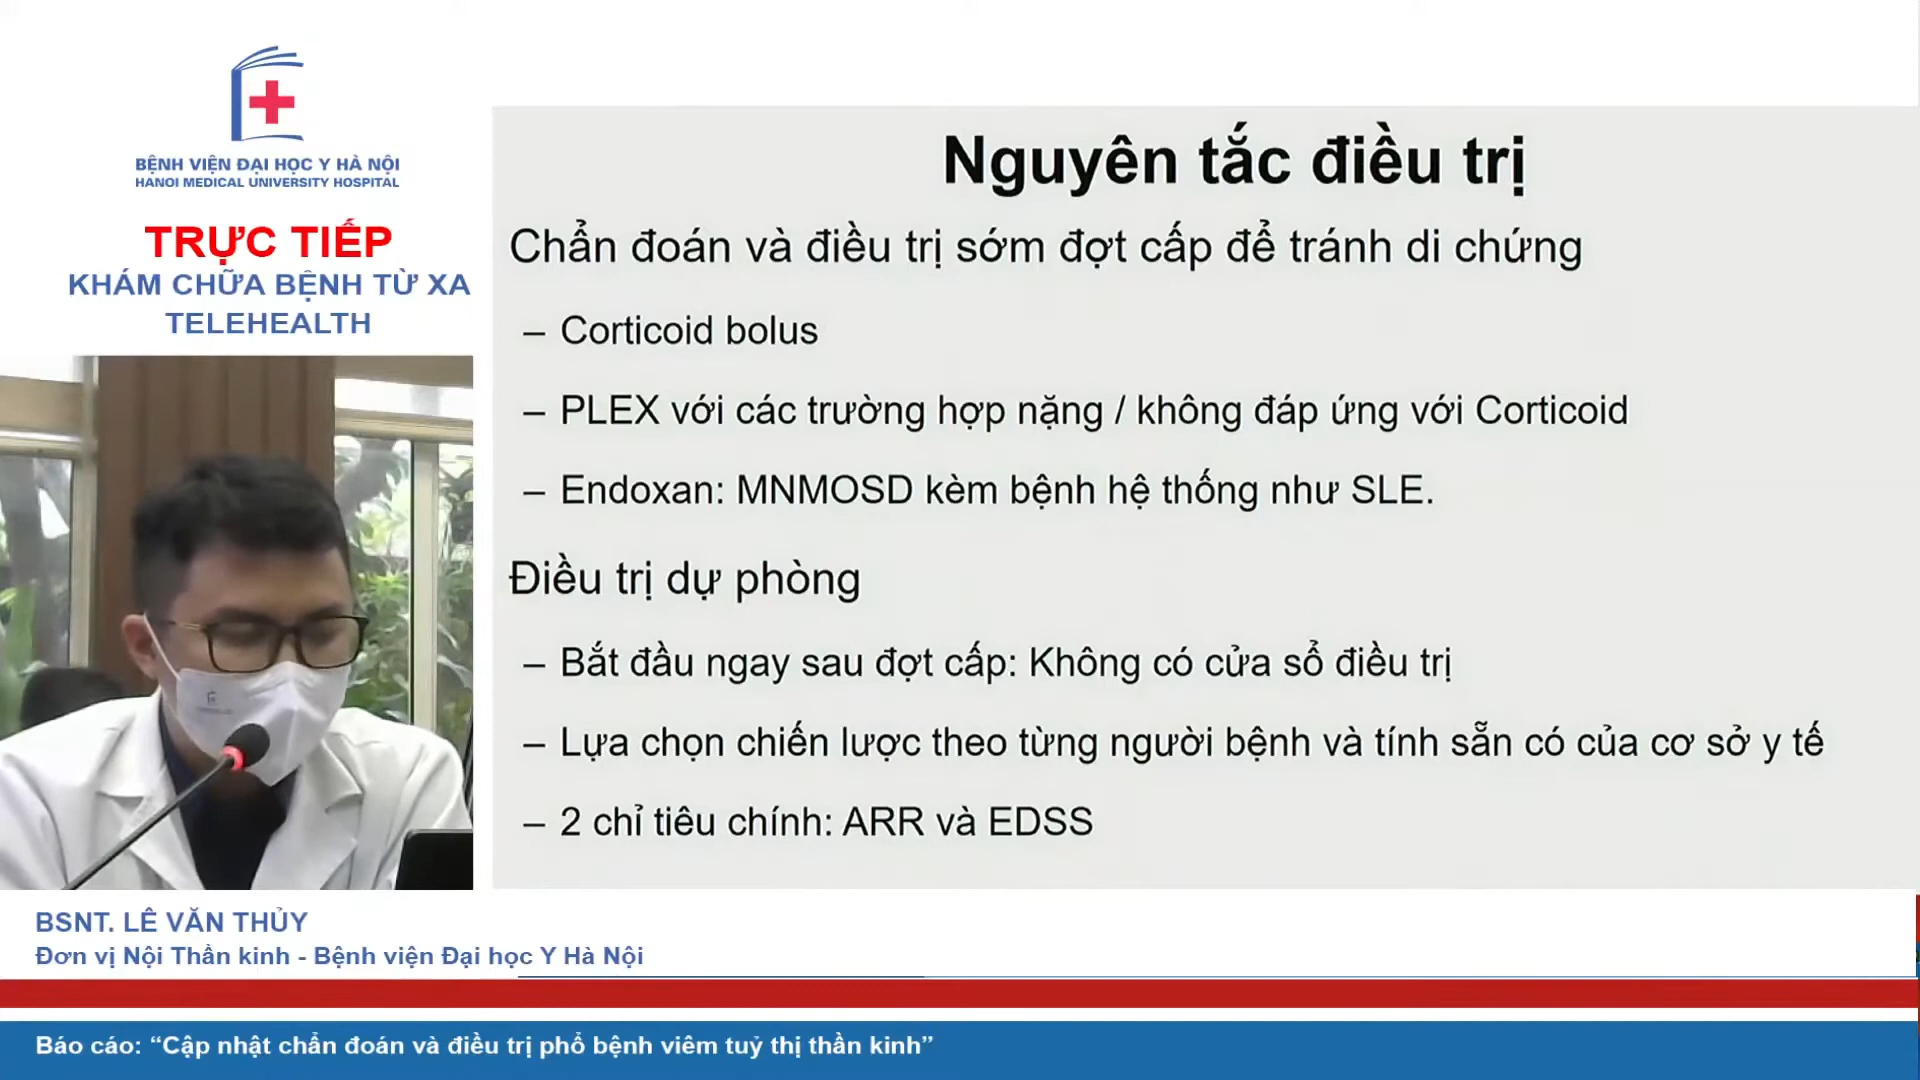 BỆNH VIỆN ĐẠI HỌC Y HÀ NỘI
HANOI MEDICAL UNIVERSITY HOSPITAL
TRỰC TIẾP
KHÁM CHỮA BỆNH TỪ XA
TELEHEALTH
Nguyên tắc điều trị
Chẩn đoán và điều trị sớm đợt cấp để tránh di chứng
– Corticoid bolus
– PLEX với các trường hợp nặng / không đáp ứng với Corticoid
– Endoxan: MNMOSD kèm bệnh hệ thống như SLE.
Điều trị dự phòng
– Bắt đầu ngay sau đợt cấp: Không có cửa sổ điều trị
– Lựa chọn chiến lược theo từng người bệnh và tính sẵn có của cơ sở y tế
– 2 chỉ tiêu chính: ARR và EDSS
BSNT. LÊ VĂN THỦY
Đơn vị Nội Thần kinh - Bệnh viện Đại học Y Hà Nội
Báo cáo: “Cập nhật chẩn đoán và điều trị phổ bệnh viêm tuỷ thị thần kinh”